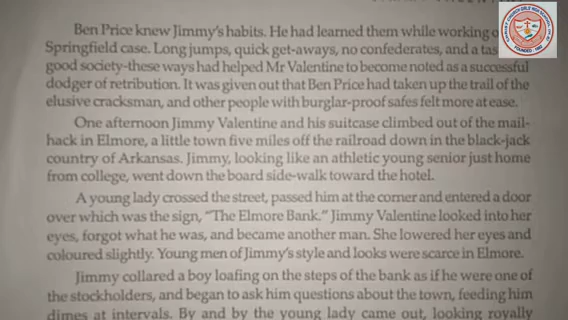 Ben Price knew Jimmy's habits. He had learned them while working o
Springfield case. Long jumps, quick get-aways, no confederates, and a tas
good society-these ways had helped Mr Valentine to become noted as a successful
dodger of retribution. It was given out that Ben Price had taken up the trail of the
elusive cracksman, and other people with burglar-proof safes felt more at ease.
One afternoon Jimmy Valentine and his suitcase climbed out of the mail-
hack in Elmore, a little town five miles off the railroad down in the black-jack
country of Arkansas. Jimmy, looking like an athletic young senior just home
from college, went down the board side-walk toward the hotel.
A young lady crossed the street, passed him at the corner and entered a door
over which was the sign, "The Elmore Bank." Jimmy Valentine looked into her
eyes, forgot what he was, and became another man. She lowered her eyes and
coloured slightly. Young men of Jimmy's style and looks were scarce in Elmore.
Jimmy collared a boy loafing on the steps of the bank as if he were one of
the stockholders, and began to ask him questions about the town, feeding him
dimes at intervals. By and by the young lady came out, looking royally